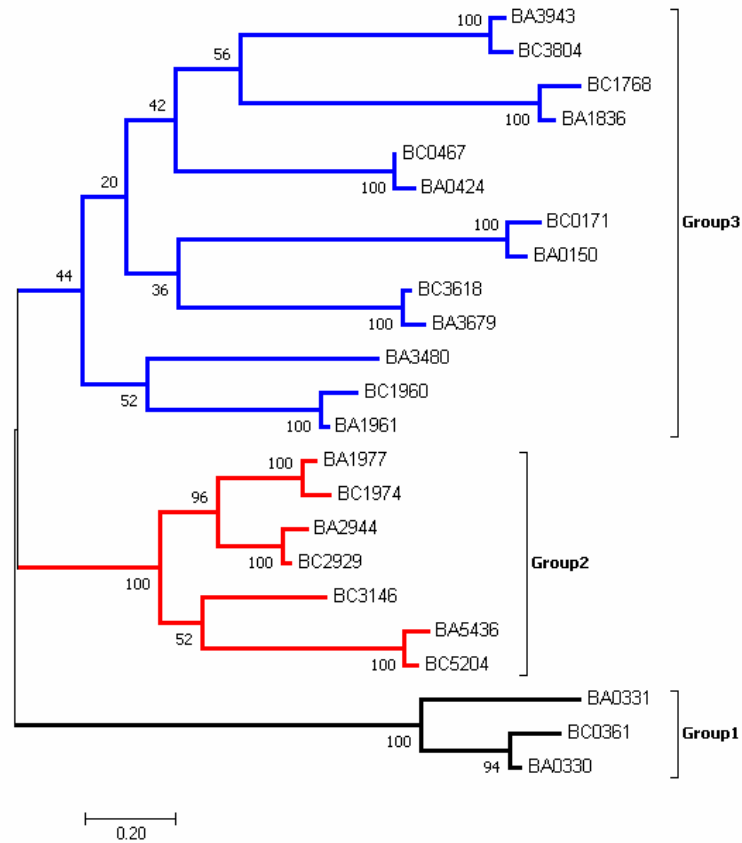 BA3943
100
BC3804
56
BC1768
42
100
BA1836
BC0467
20
100
BA0424
100
BC0171
Group3
BA0150
44
36
BC3618
100
BA3679
BA3480
52
BC1960
100
BA1961
100
BA1977
96
BC1974
BA2944
100
BC2929
Group2
100
BC3146
52
BA5436
100
BC5204
BA0331
100
BC0361
Group1
94
BA0330
0.20